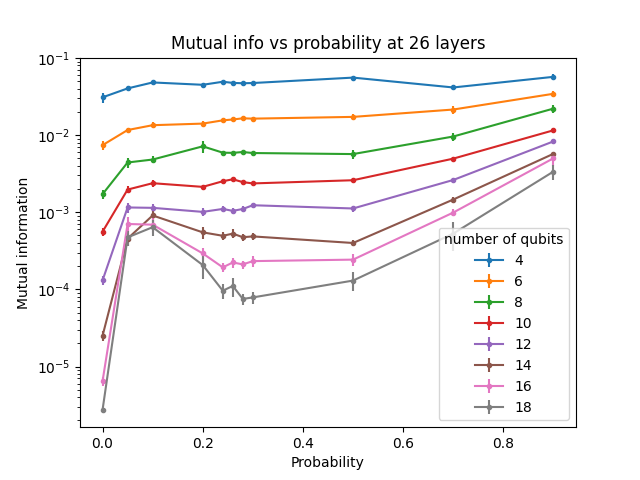 Mutual info vs probability at 26 layers
Mutual information
10⁻¹
10⁻²
10⁻³
10⁻⁴
10⁻⁵
0.0 0.2 0.4 0.6 0.8
Probability
number of qubits
4
6
8
10
12
14
16
18